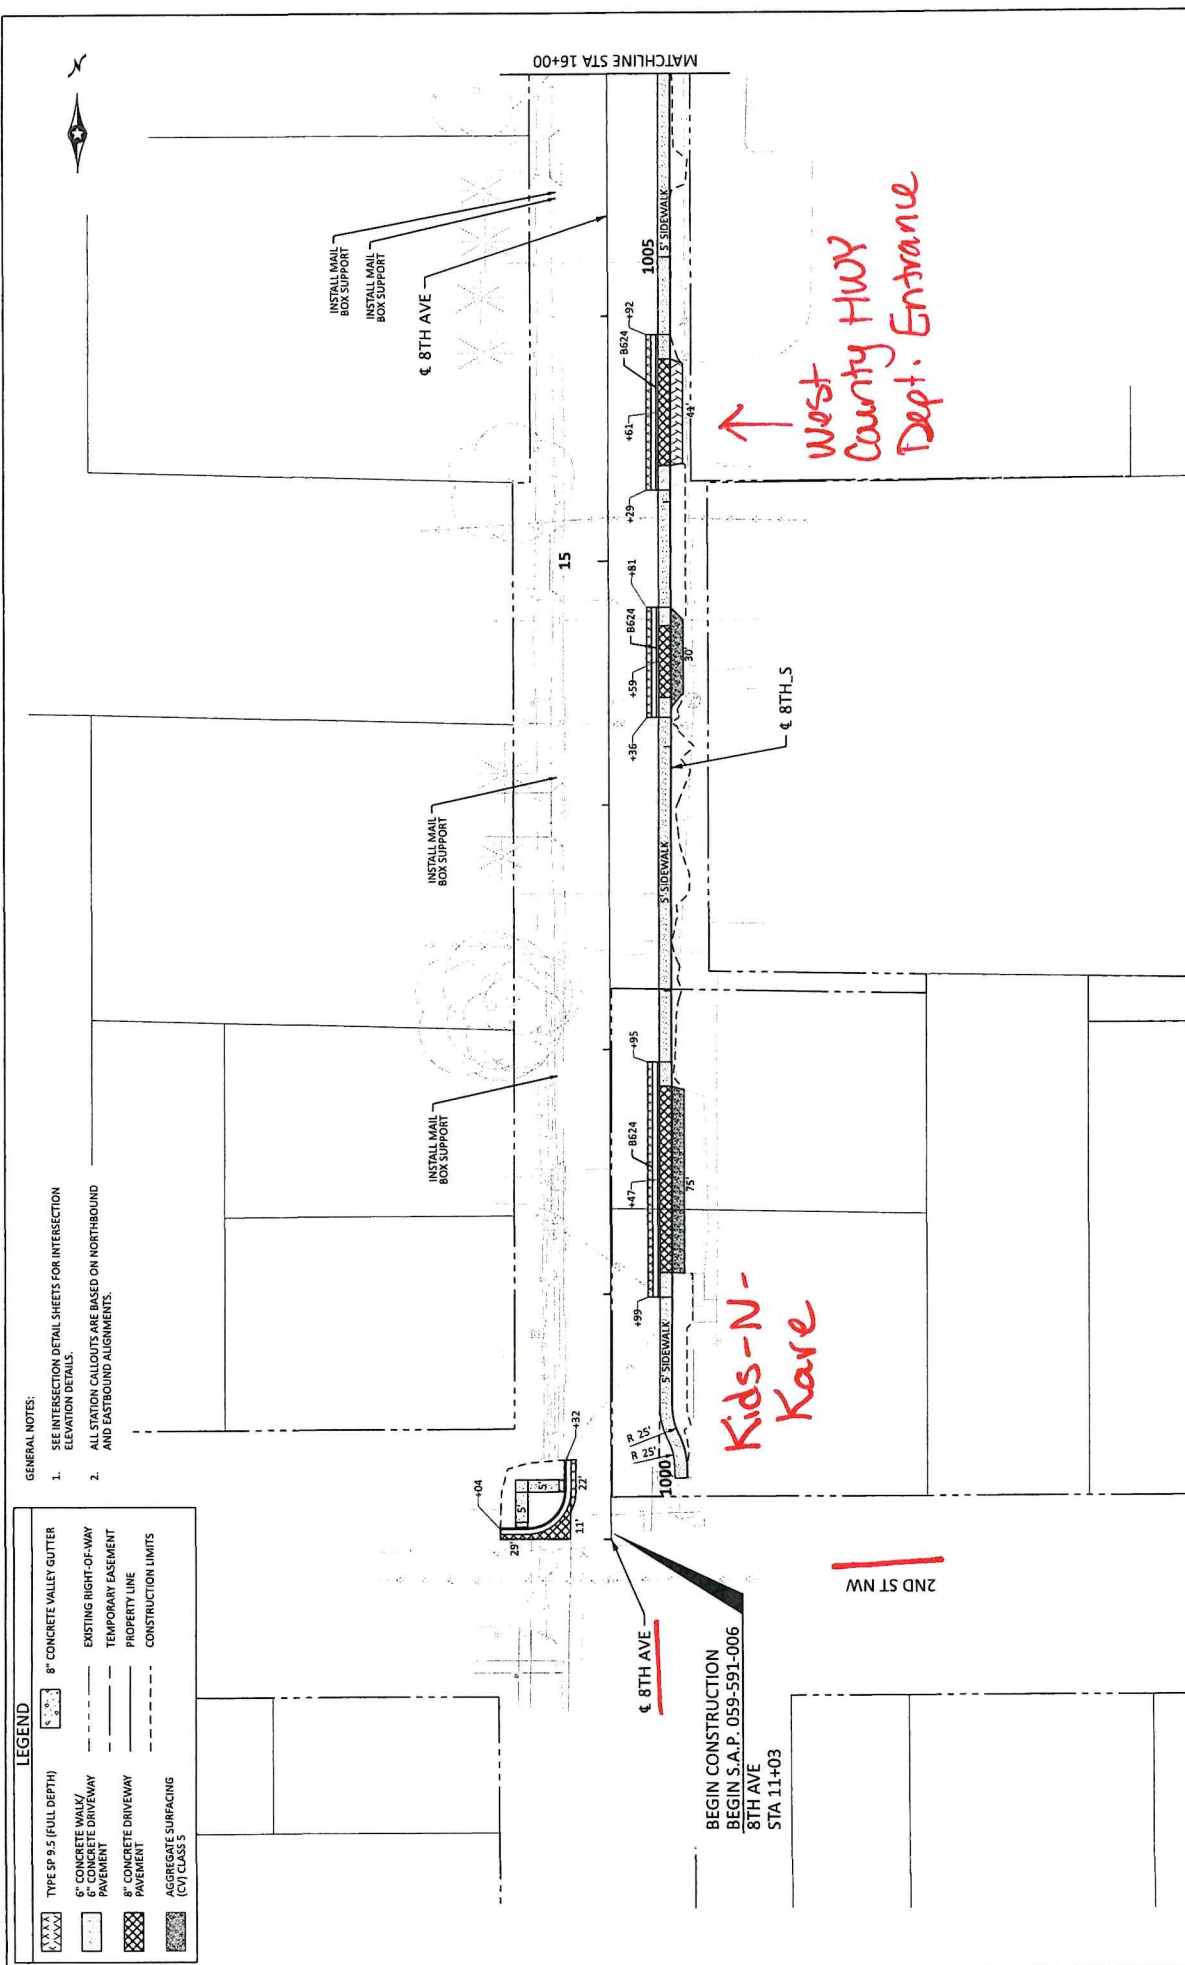 GENERAL NOTES:
1. SEE INTERSECTION DETAIL SHEETS FOR INTERSECTION
ELEVATION DETAILS.
2. ALL STATION CALLOUTS ARE BASED ON NORTHBOUND
AND EASTBOUND ALIGNMENTS.
LEGEND
TYPE SP 9.5 (FULL DEPTH)
6" CONCRETE WALK/
6" CONCRETE DRIVEWAY
PAVEMENT
8" CONCRETE DRIVEWAY
PAVEMENT
AGGREGATE SURFACING
(CV) CLASS 5
8" CONCRETE VALLEY GUTTER
EXISTING RIGHT-OF-WAY
TEMPORARY EASEMENT
PROPERTY LINE
CONSTRUCTION LIMITS
N
+04
+32
5'
5'
29'
11'
22'
INSTALL MAIL
BOX SUPPORT
INSTALL MAIL
BOX SUPPORT
INSTALL MAIL
BOX SUPPORT
INSTALL MAIL
BOX SUPPORT
℄ 8TH AVE
15
MATCHLINE STA 16+00
R 25'
R 25'
1000
5' SIDEWALK
+99
+47
B624
+95
75'
5' SIDEWALK
+36
+59
B624
+81
30'
+29
+61
B624
+92
41'
1005
5' SIDEWALK
℄ 8TH_S
℄ 8TH AVE
BEGIN CONSTRUCTION
BEGIN S.A.P. 059-591-006
8TH AVE
STA 11+03
2ND ST NW
Kids-N-
Kare
West
County HWY
Dept. Entrance